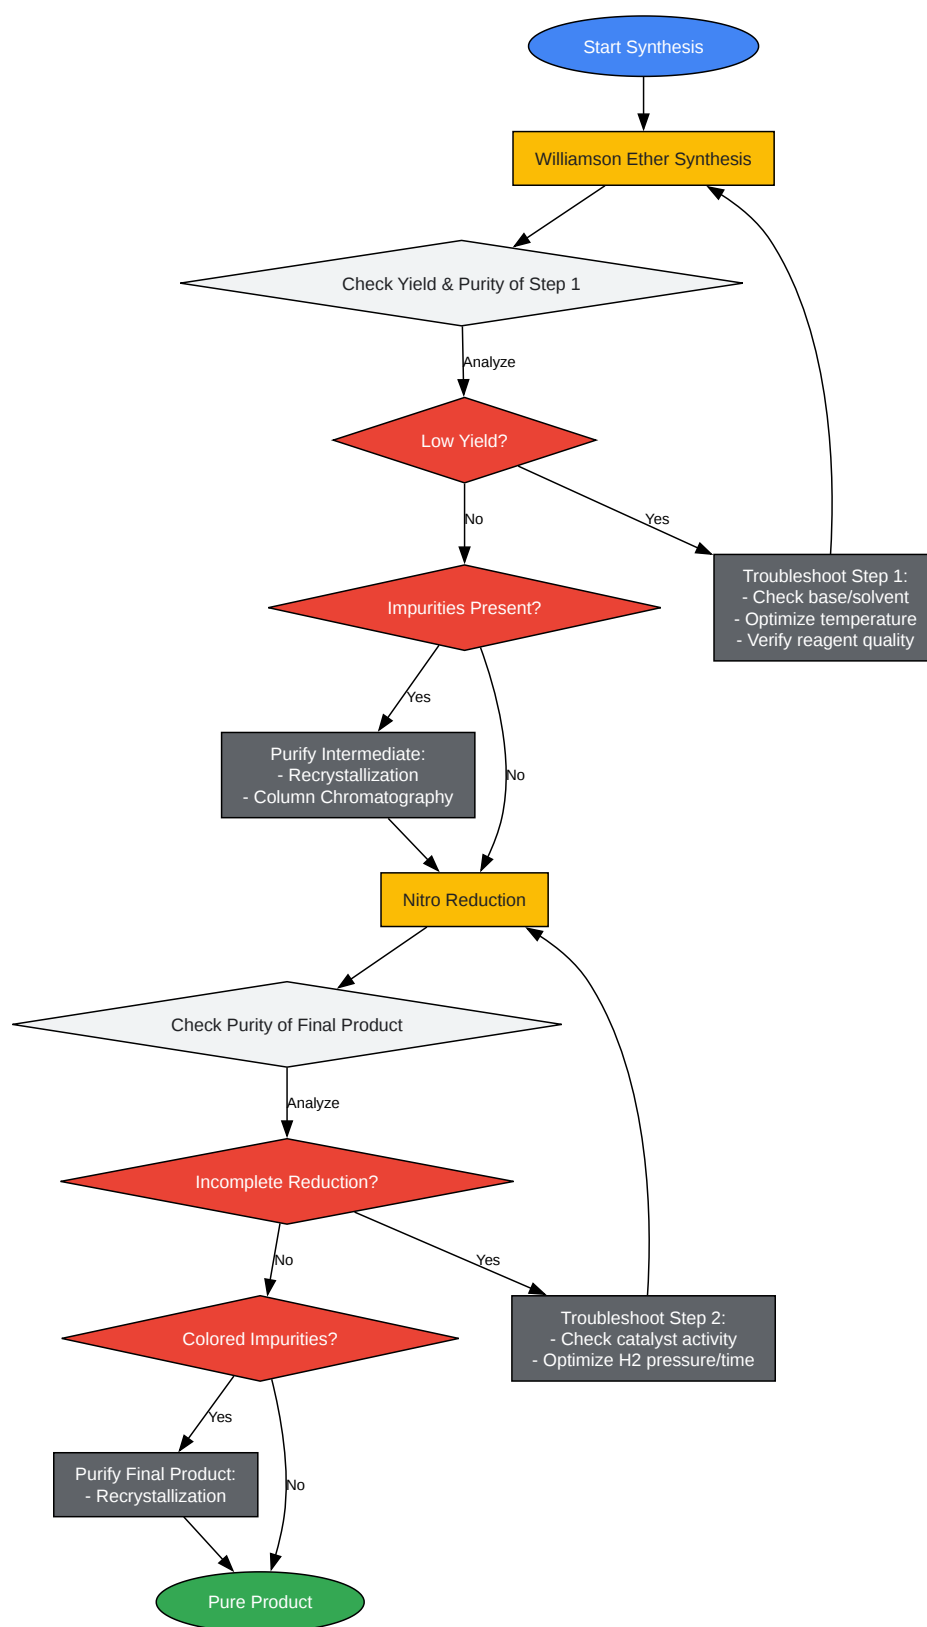 Start Synthesis
Williamson Ether Synthesis
Check Yield & Purity of Step 1
Analyze
Low Yield?
No
Yes
Troubleshoot Step 1:
- Check base/solvent
- Optimize temperature
- Verify reagent quality
Impurities Present?
Yes
No
Purify Intermediate:
- Recrystallization
- Column Chromatography
Nitro Reduction
Check Purity of Final Product
Analyze
Incomplete Reduction?
No
Yes
Troubleshoot Step 2:
- Check catalyst activity
- Optimize H2 pressure/time
Colored Impurities?
Yes
No
Purify Final Product:
- Recrystallization
Pure Product